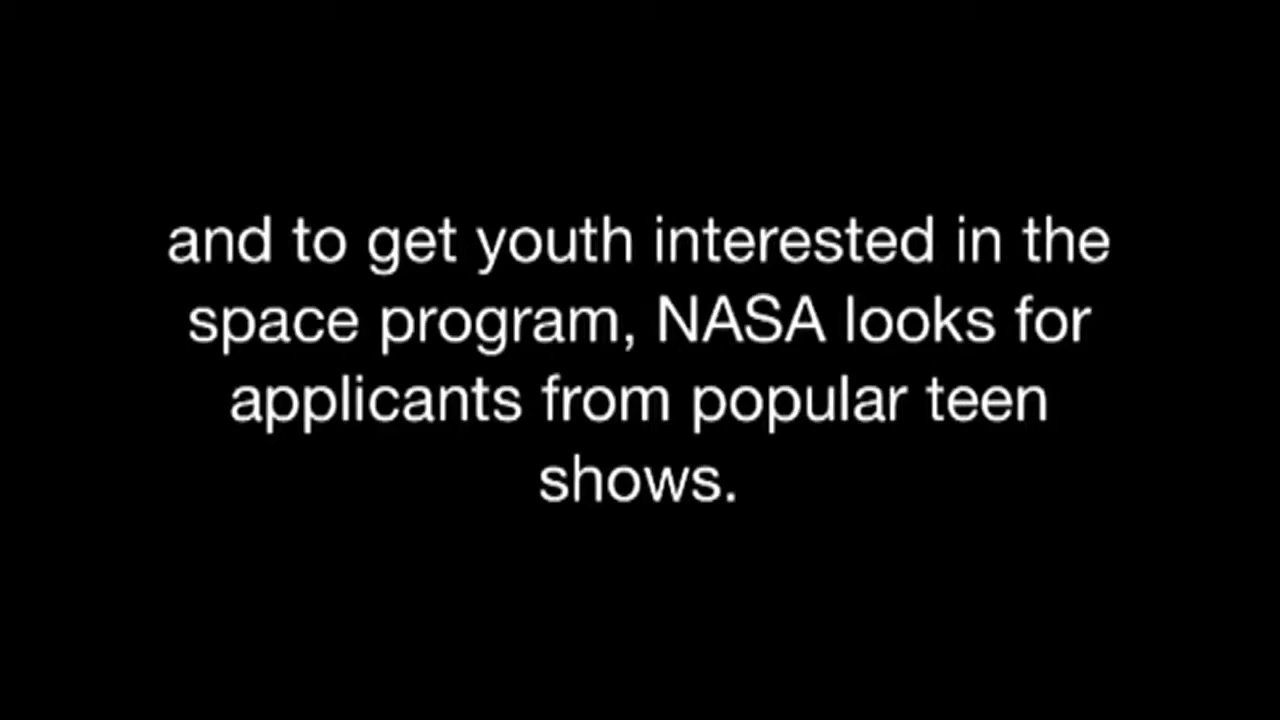 and to get youth interested in the
space program, NASA looks for
applicants from popular teen
shows.